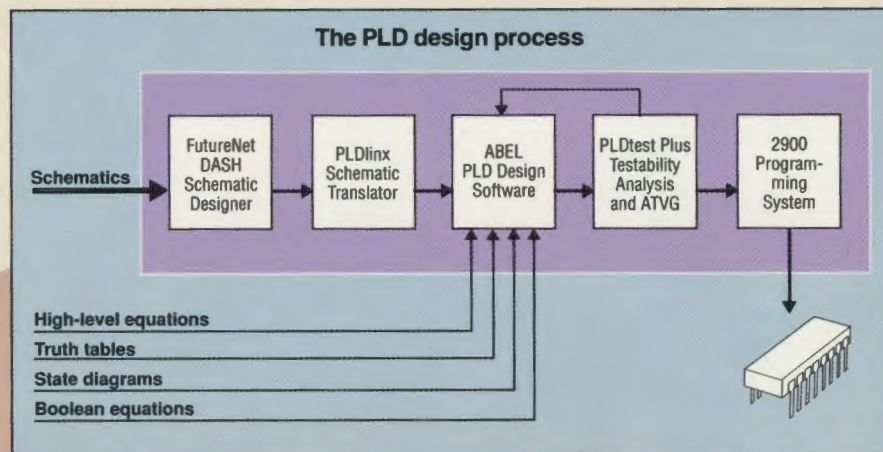 The PLD design process
Schematics
FutureNet
DASH
Schematic
Designer
PLDlinx
Schematic
Translator
ABEL
PLD Design
Software
PLDtest Plus
Testability
Analysis
and ATVG
2900
Program-
ming
System
High-level equations
Truth tables
State diagrams
Boolean equations